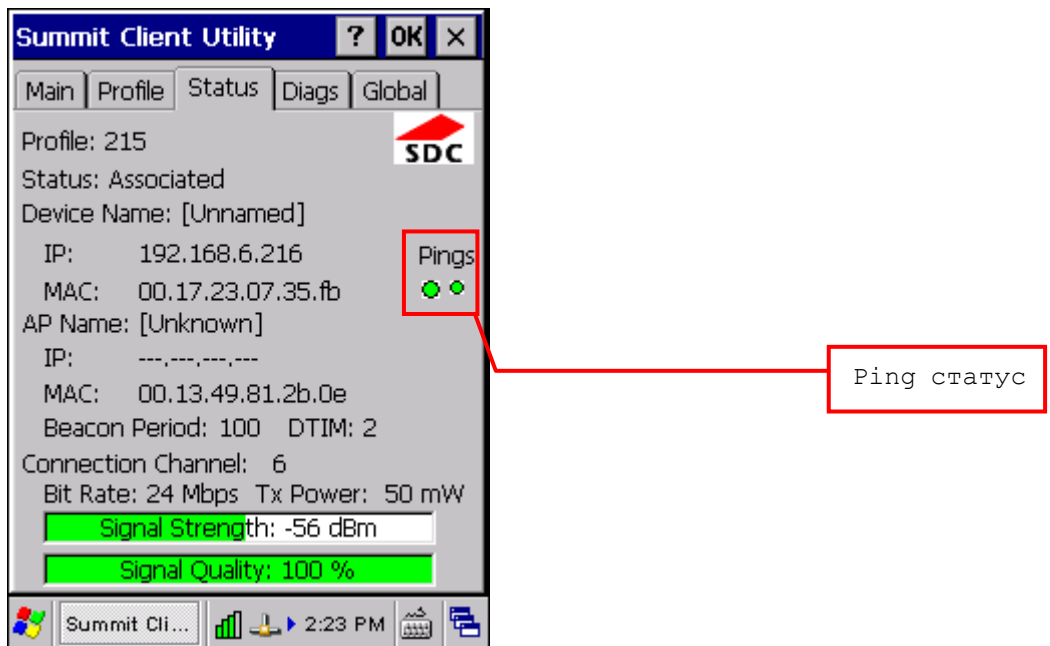 Summit Client Utility ? OK ×
Main Profile Status Diags Global
Profile: 215
SDC
Status: Associated
Device Name: [Unnamed]
IP: 192.168.6.216
Pings
MAC: 00.17.23.07.35.fb
AP Name: [Unknown]
IP: ---.---.---.---
MAC: 00.13.49.81.2b.0e
Beacon Period: 100 DTIM: 2
Connection Channel: 6
Bit Rate: 24 Mbps Tx Power: 50 mW
Signal Strength: -56 dBm
Signal Quality: 100 %
Summit Cli... 2:23 PM
Ping статус